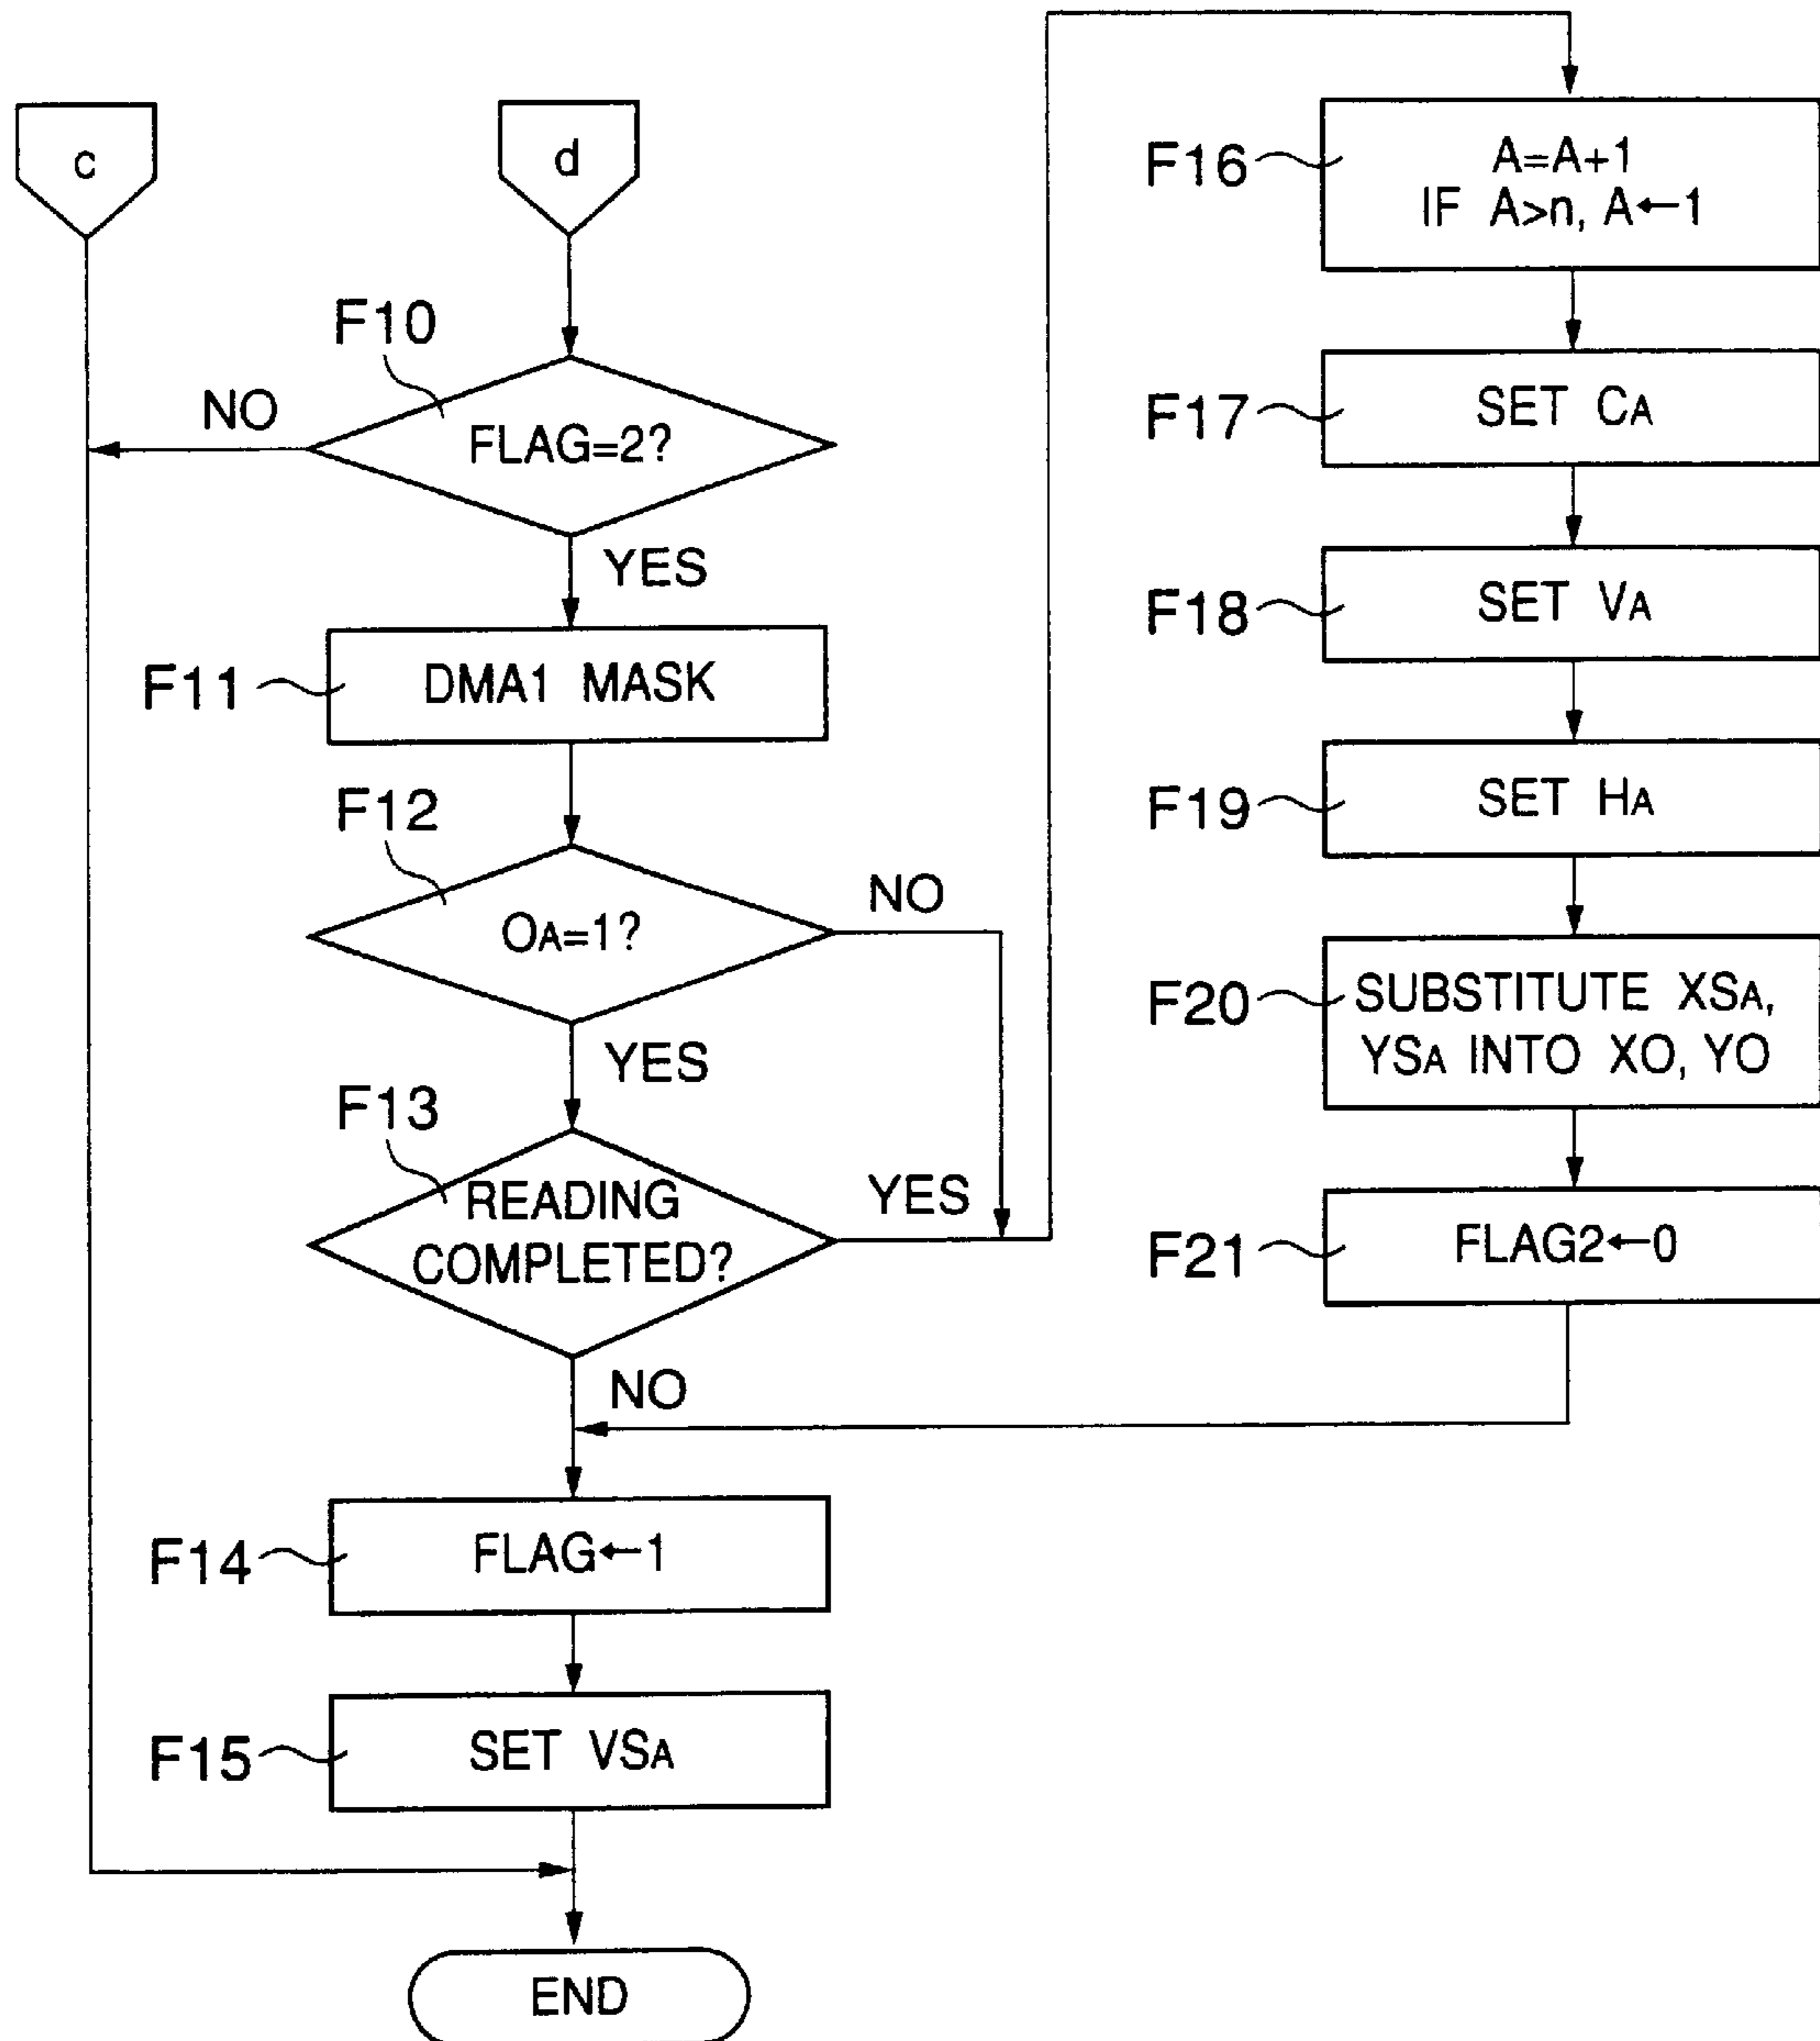 c
d
F10
NO
FLAG=2?
YES
F11
DMA1 MASK
F12
OA=1?
NO
YES
F13
READING
COMPLETED?
YES
NO
F14
FLAG←1
F15
SET VSA
END
F16
A=A+1
IF A>n, A←1
F17
SET CA
F18
SET VA
F19
SET HA
F20
SUBSTITUTE XSA,
YSA INTO XO, YO
F21
FLAG2←0